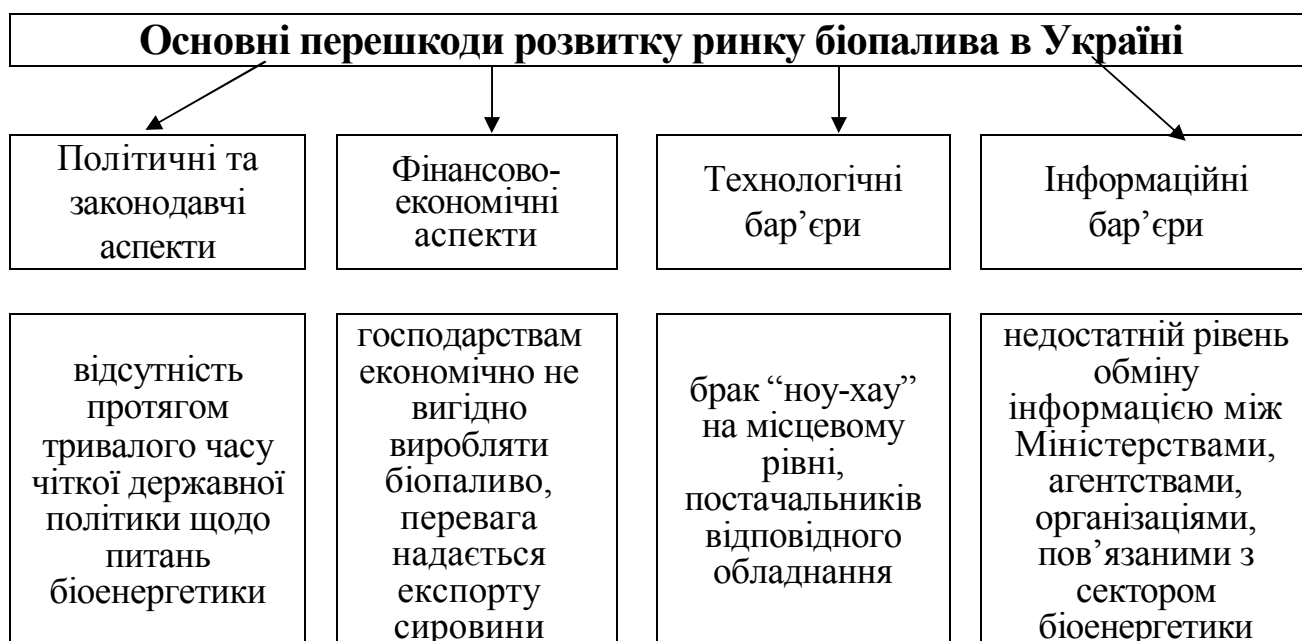 Основні перешкоди розвитку ринку біопалива в Україні
Політичні та
законодавчі
аспекти
Фінансово-
економічні
аспекти
Технологічні
бар’єри
Інформаційні
бар’єри
відсутність
протягом
тривалого часу
чіткої державної
політики щодо
питань
біоенергетики
господарствам
економічно не
вигідно
виробляти
біопаливо,
перевага
надається
експорту
сировини
брак “ноу-хау”
на місцевому
рівні,
постачальників
відповідного
обладнання
недостатній рівень
обміну
інформацією між
Міністерствами,
агентствами,
організаціями,
пов’язаними з
сектором
біоенергетики